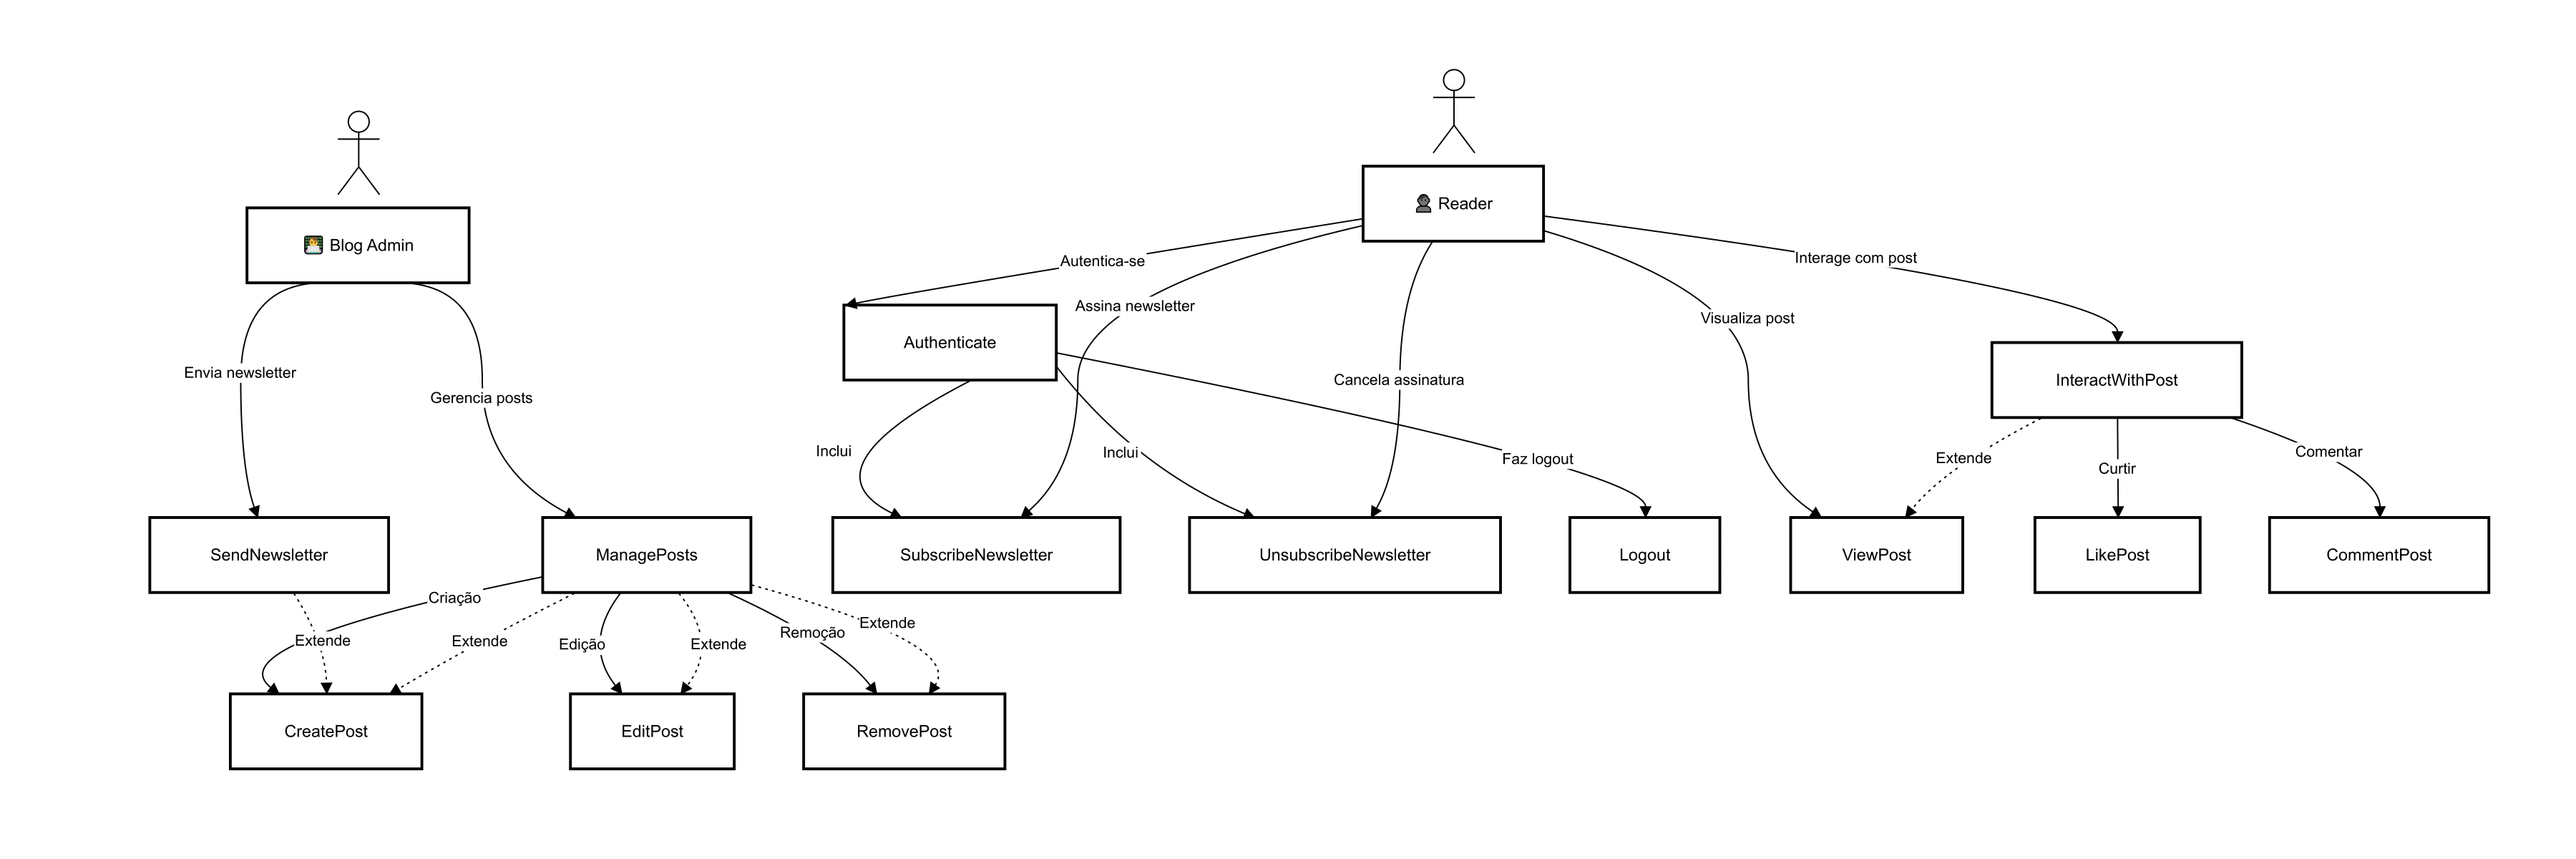 Reader
Blog Admin
Autentica-se
Interage com post
Assina newsletter
Visualiza post
Authenticate
Envia newsletter
Cancela assinatura
InteractWithPost
Gerencia posts
Inclui
Inclui
Faz logout
Extende
Curtir
Comentar
SendNewsletter
ManagePosts
SubscribeNewsletter
UnsubscribeNewsletter
Logout
ViewPost
LikePost
CommentPost
Criação
Extende
Extende
Edição
Extende
Remoção
Extende
CreatePost
EditPost
RemovePost